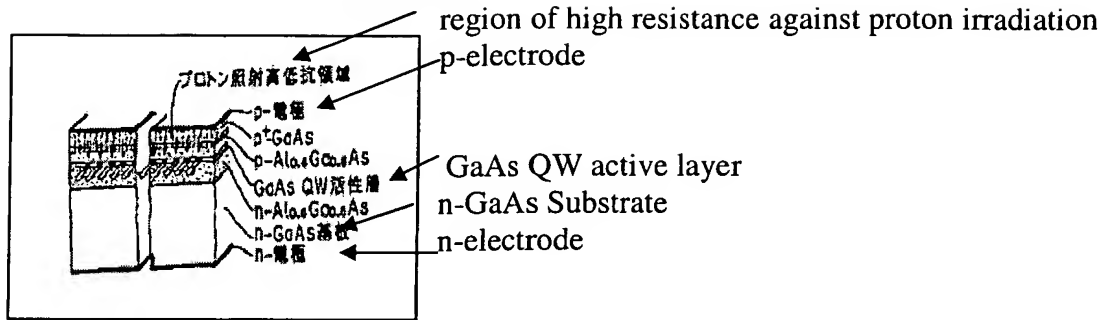 region of high resistance against proton irradiation
p-electrode
プロトン照射高低抗領域
p-電極
p⁺GaAs
p-Al₀.₄Ga₀.₆As
GaAs QW活性層
n-Al₀.₄Ga₀.₆As
n-GaAs基板
n-電極
GaAs QW active layer
n-GaAs Substrate
n-electrode